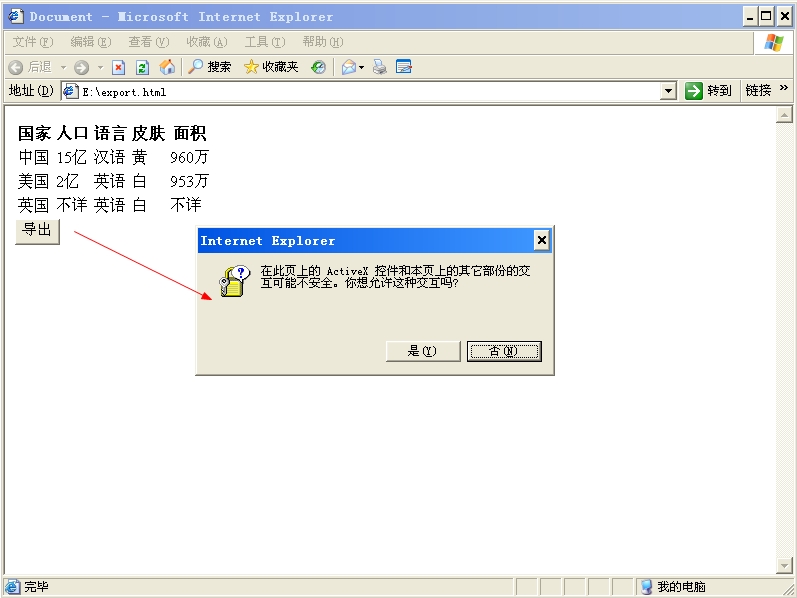 Document - Microsoft Internet Explorer
文件(F) 编辑(E) 查看(V) 收藏(A) 工具(T) 帮助(H)
后退 搜索 收藏夹
地址(D) E:\export.html 转到 链接 »
国家 人口 语言 皮肤 面积
中国 15亿 汉语 黄 960万
美国 2亿 英语 白 953万
英国 不详 英语 白 不详
导出
Internet Explorer
在此页上的 ActiveX 控件和本页上的其它部份的交
互可能不安全。你想允许这种交互吗?
是(Y) 否(N)
完毕 我的电脑